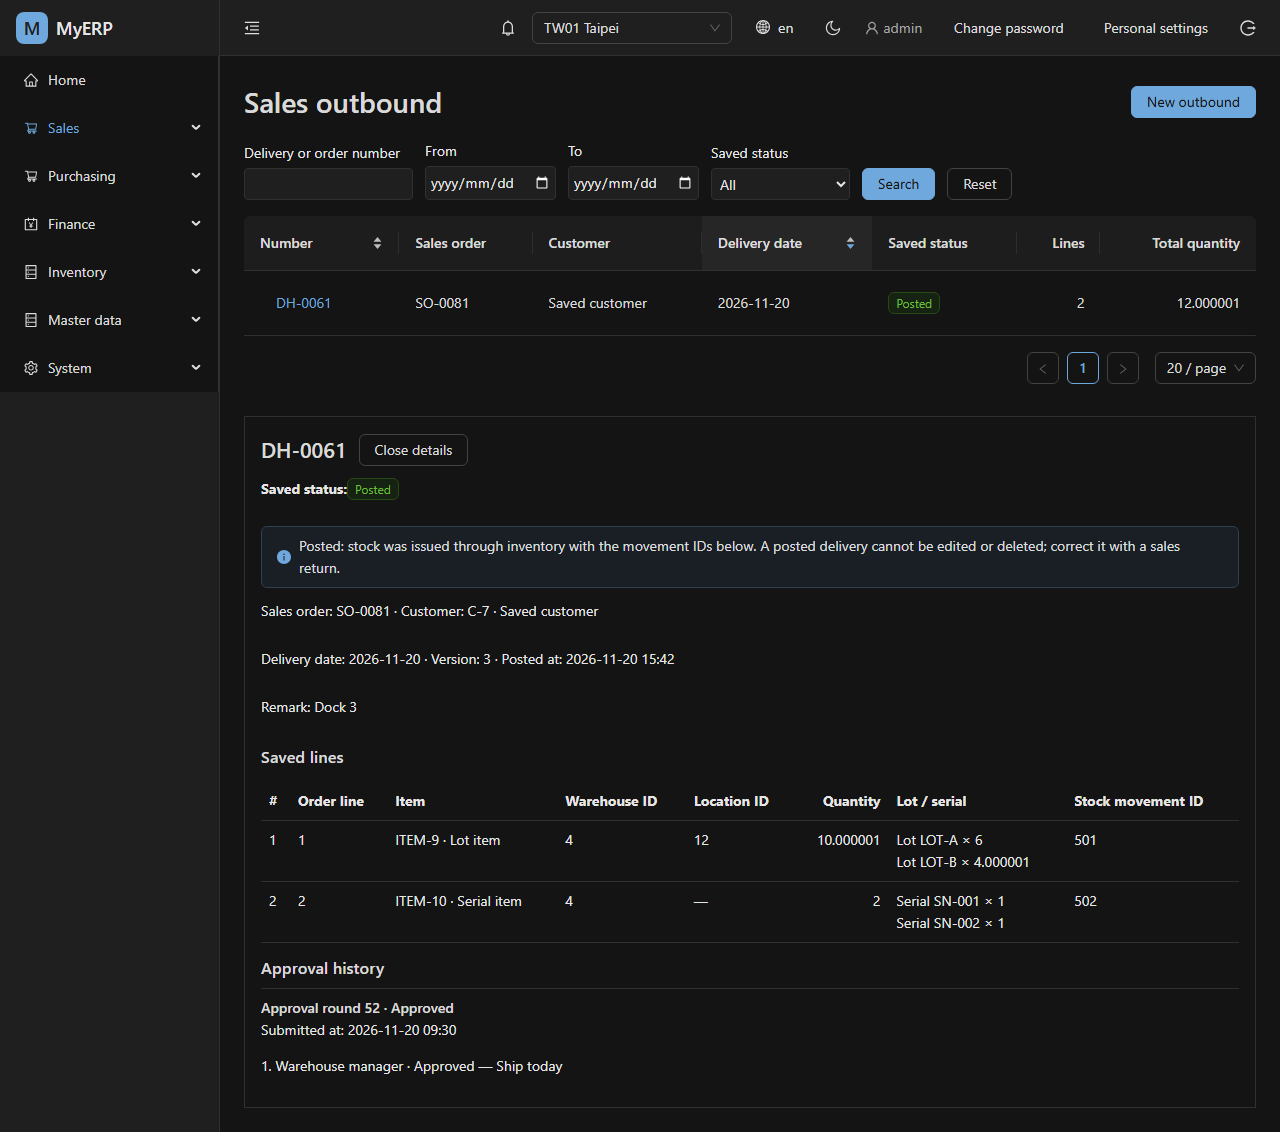 M MyERP
TW01 Taipei
en
admin
Change password
Personal settings
Home
Sales
Purchasing
Finance
Inventory
Master data
System
Sales outbound
New outbound
Delivery or order number
From
To
Saved status
yyyy/mm/dd
yyyy/mm/dd
All
Search
Reset
Number Sales order Customer Delivery date Saved status Lines Total quantity
DH-0061 SO-0081 Saved customer 2026-11-20 Posted 2 12.000001
< 1 > 20 / page
DH-0061 Close details
Saved status: Posted
Posted: stock was issued through inventory with the movement IDs below. A posted delivery cannot be edited or deleted; correct it with a sales
return.
Sales order: SO-0081 · Customer: C-7 · Saved customer
Delivery date: 2026-11-20 · Version: 3 · Posted at: 2026-11-20 15:42
Remark: Dock 3
Saved lines
# Order line Item Warehouse ID Location ID Quantity Lot / serial Stock movement ID
1 1 ITEM-9 · Lot item 4 12 10.000001 Lot LOT-A × 6 501
Lot LOT-B × 4.000001
2 2 ITEM-10 · Serial item 4 — 2 Serial SN-001 × 1 502
Serial SN-002 × 1
Approval history
Approval round 52 · Approved
Submitted at: 2026-11-20 09:30
1. Warehouse manager · Approved — Ship today